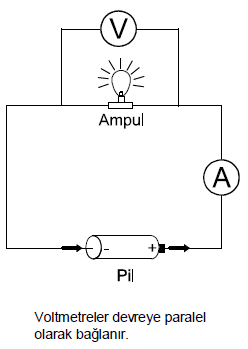 V
Ampul
A
- +
Pil
Voltmetreler devreye paralel
olarak bağlanır.